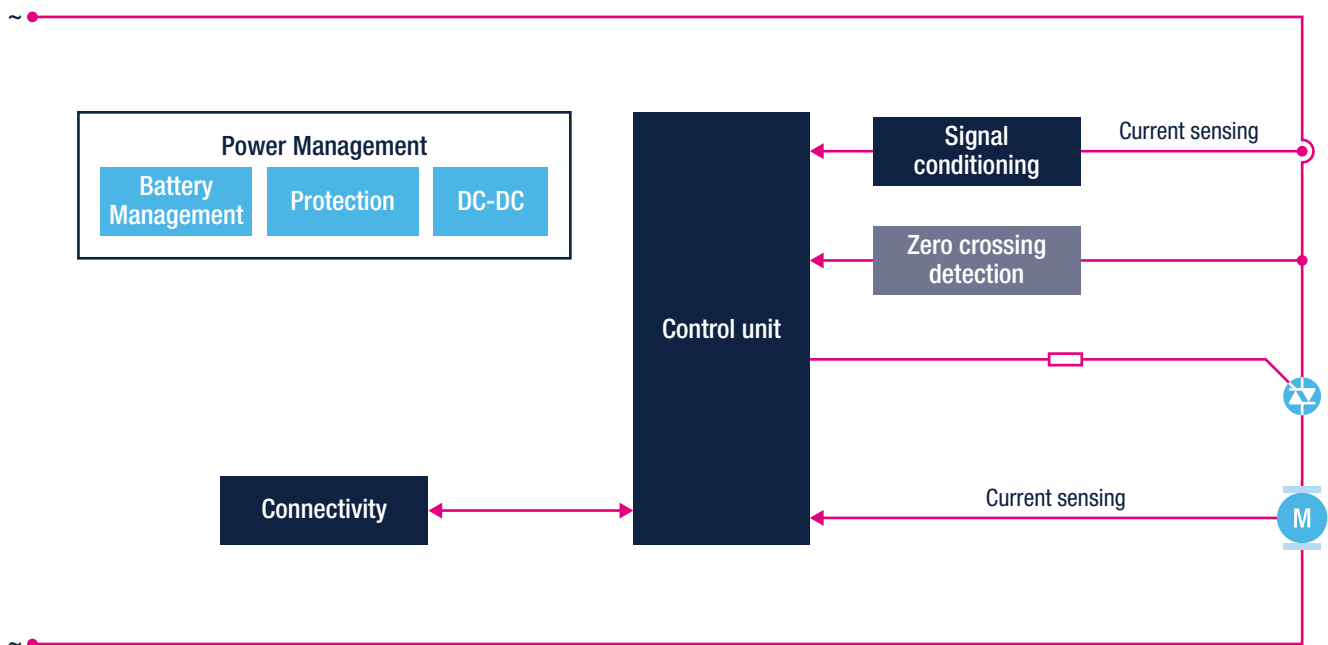 ~
Power Management
Battery
Management
Protection
DC-DC
Control unit
Signal
conditioning
Current sensing
Zero crossing
detection
Connectivity
Current sensing
M
~